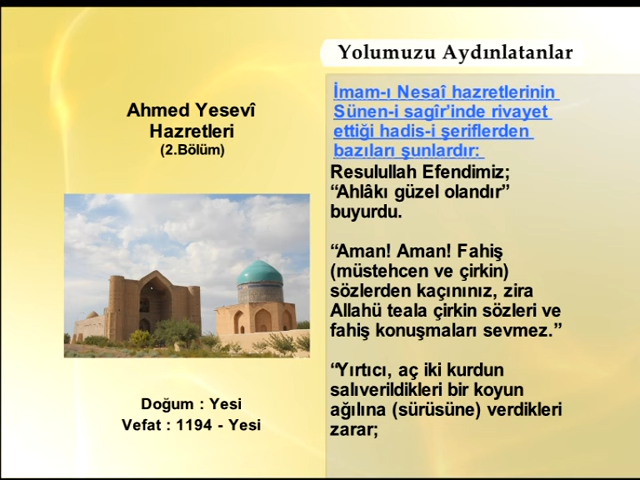 Yolumuzu Aydınlatanlar
Ahmed Yesevî
Hazretleri
(2.Bölüm)
Doğum : Yesi
Vefat : 1194 - Yesi
İmam-ı Nesaî hazretlerinin
Sünen-i sagîr'inde rivayet
ettiği hadis-i şeriflerden
bazıları şunlardır:
Resulullah Efendimiz;
“Ahlâkı güzel olandır”
buyurdu.
“Aman! Aman! Fahiş
(müstehcen ve çirkin)
sözlerden kaçınınız, zira
Allahü teala çirkin sözleri ve
fahiş konuşmaları sevmez.”
“Yırtıcı, aç iki kurdun
salıverildikleri bir koyun
ağılına (sürüsüne) verdikleri
zarar;